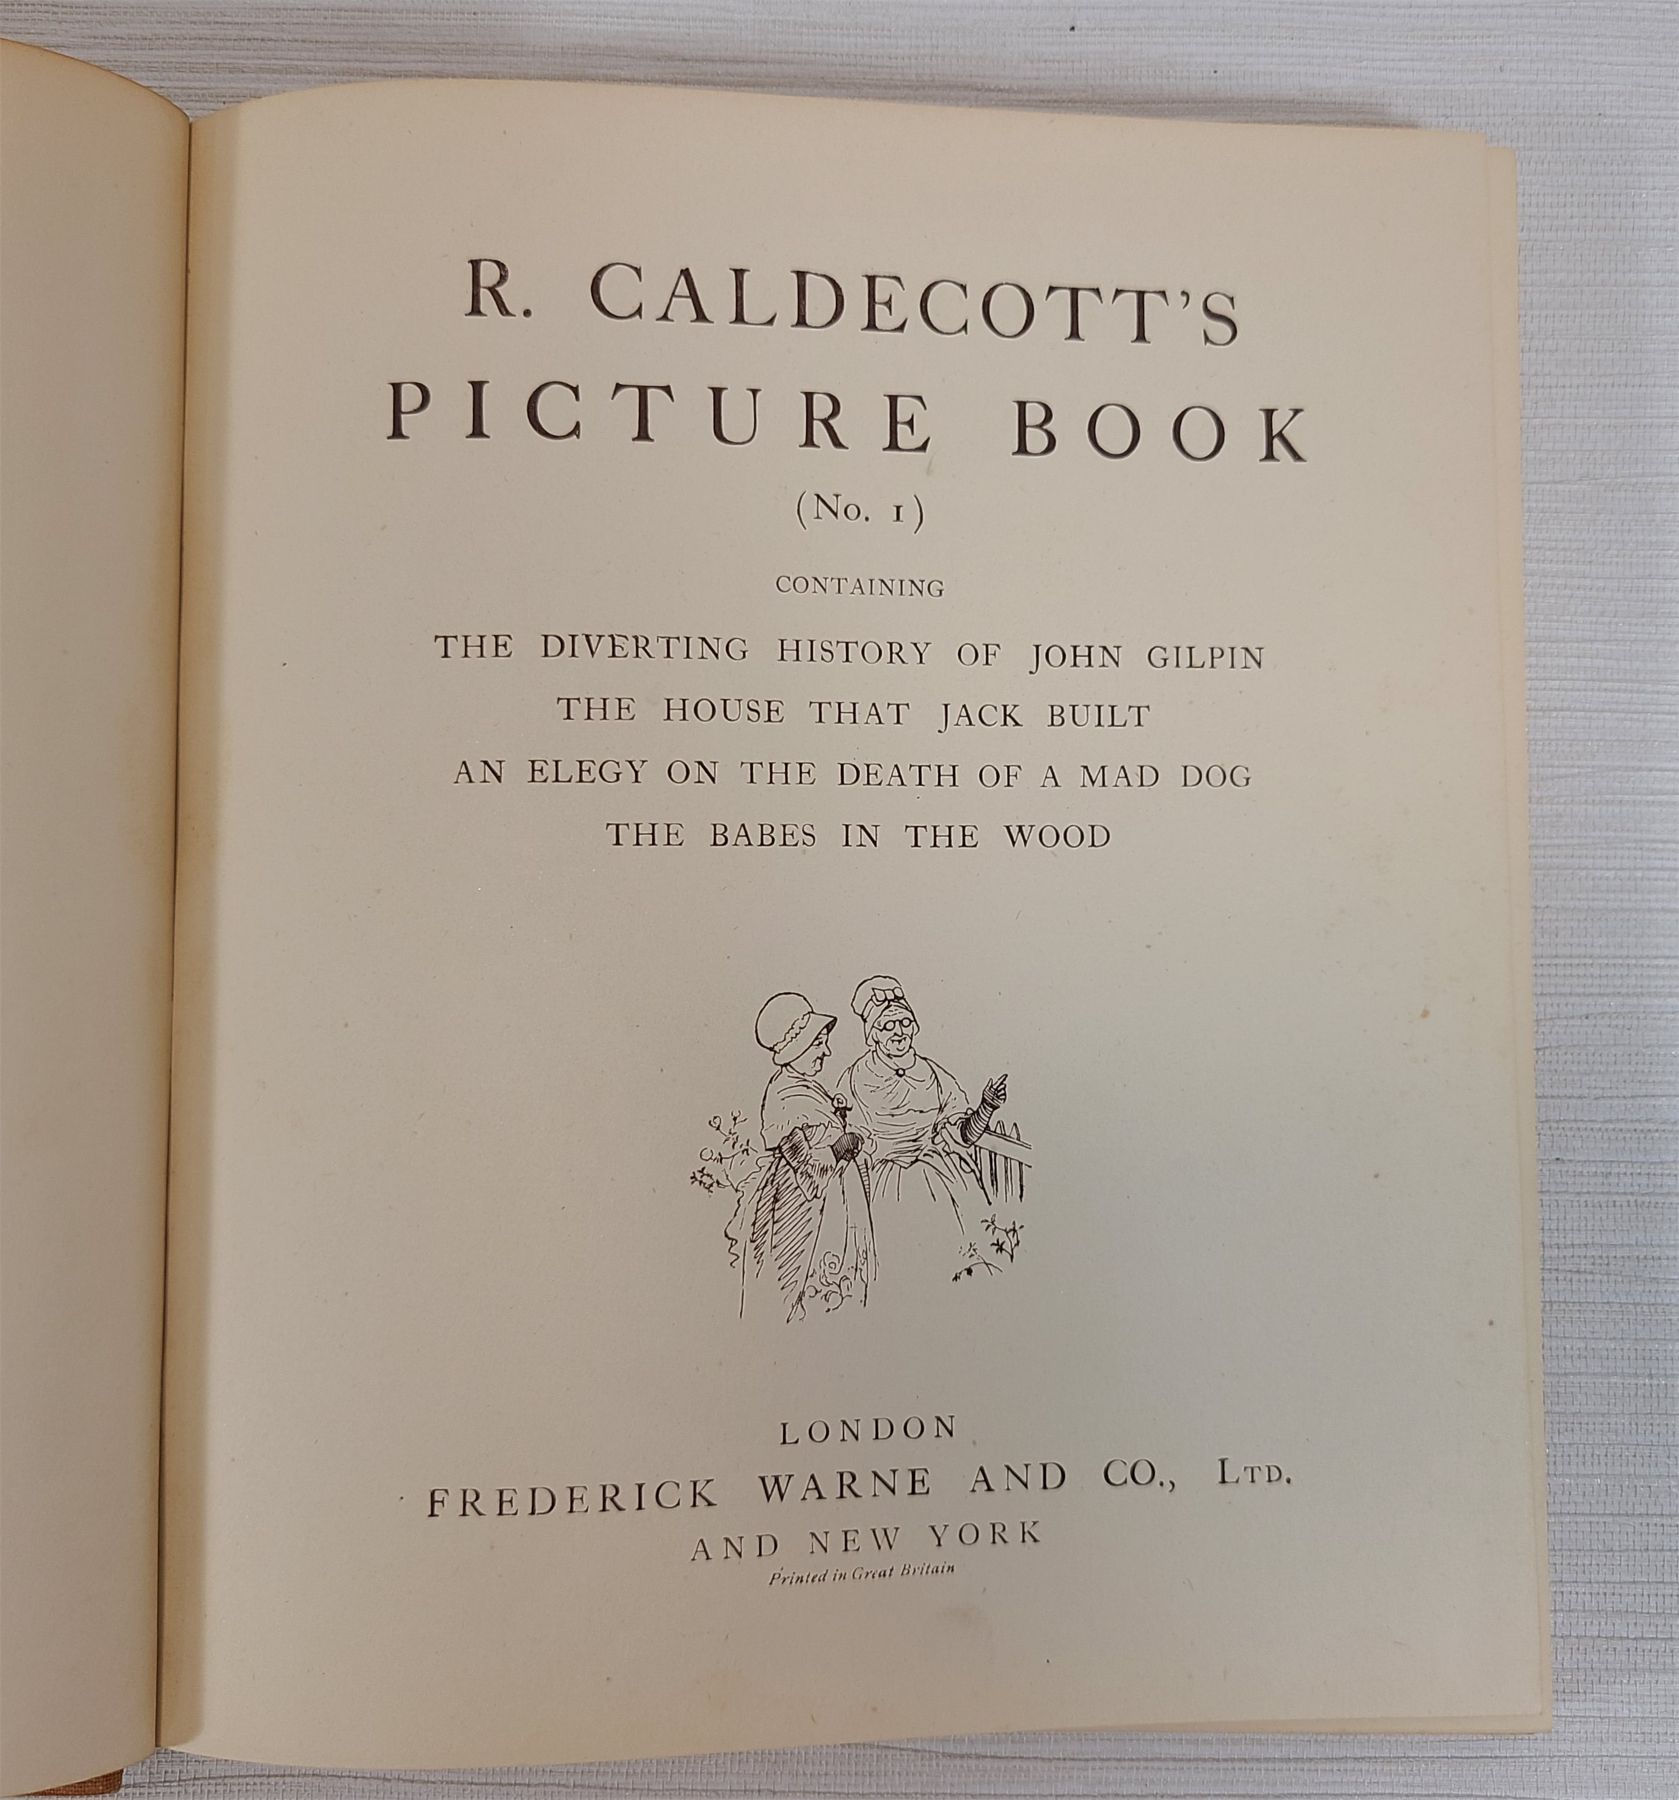 R. CALDECOTT'S
PICTURE BOOK
(No. 1)
CONTAINING
THE DIVERTING HISTORY OF JOHN GILPIN
THE HOUSE THAT JACK BUILT
AN ELEGY ON THE DEATH OF A MAD DOG
THE BABES IN THE WOOD
LONDON
FREDERICK WARNE AND CO., LTD.
AND NEW YORK
Printed in Great Britain